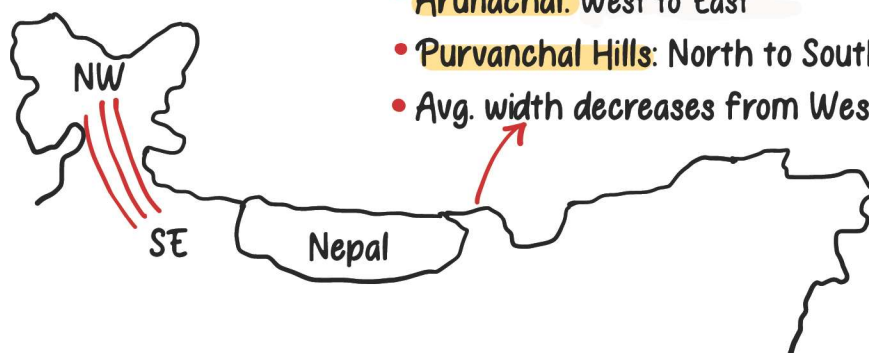 Arunachal: West to East
• Purvanchal Hills: North to South
• Avg. width decreases from Wes
NW
SE
Nepal